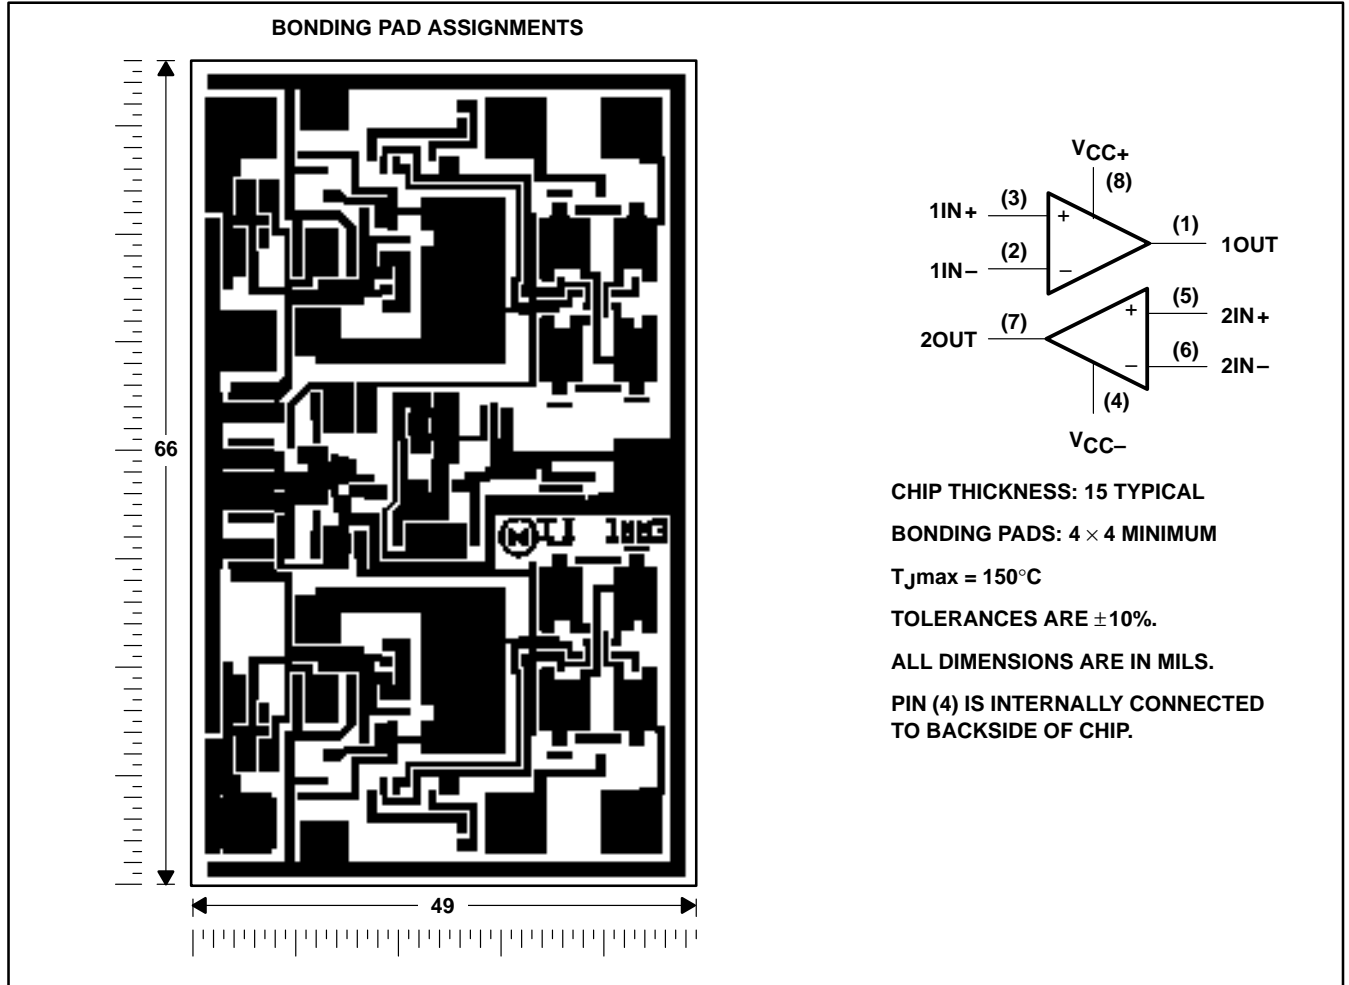 BONDING PAD ASSIGNMENTS
66
49
VCC+
(8)
1IN+
(3)
+
(1)
1OUT
1IN−
(2)
−
(5)
2IN+
+
2OUT
(7)
(6)
2IN−
−
(4)
VCC−
CHIP THICKNESS: 15 TYPICAL
BONDING PADS: 4 × 4 MINIMUM
TJmax = 150°C
TOLERANCES ARE ±10%.
ALL DIMENSIONS ARE IN MILS.
PIN (4) IS INTERNALLY CONNECTED
TO BACKSIDE OF CHIP.